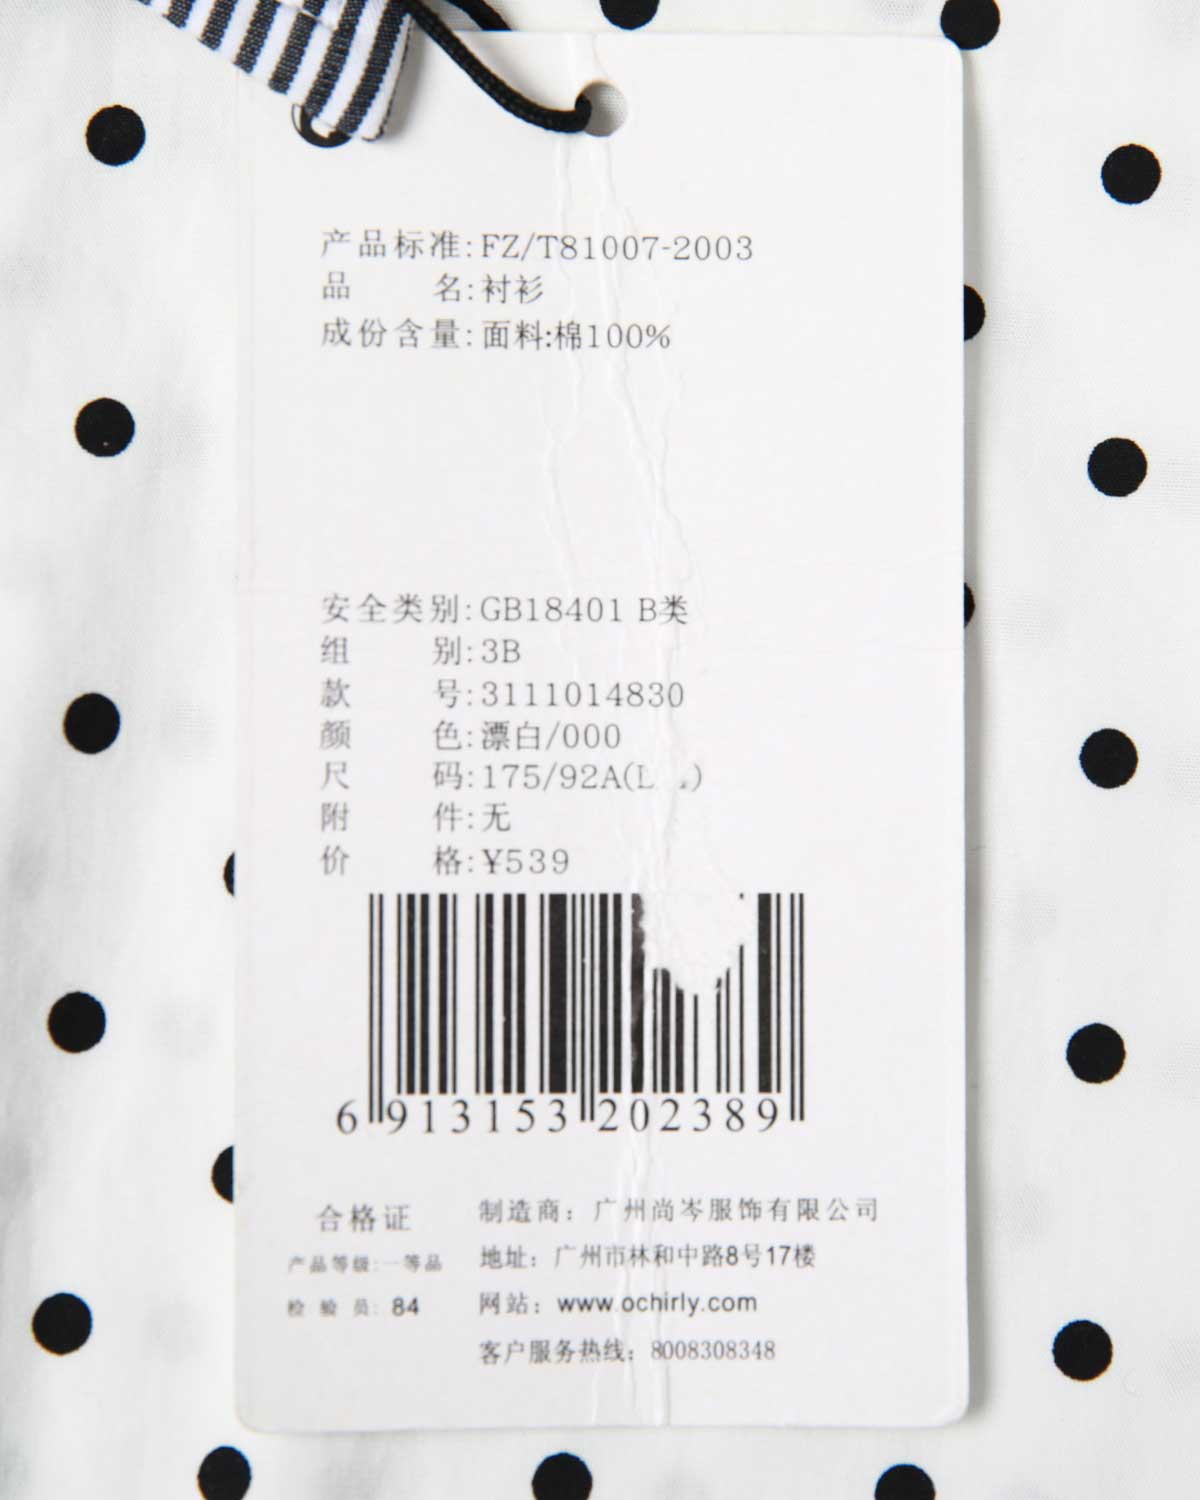 产品标准:FZ/T81007-2003
品 名:衬衫
成份含量:面料:棉100%
安全类别:GB18401 B类
组 别:3B
款 号:3111014830
颜 色:漂白/000
尺 码:175/92A
附 件:无
价 格:¥539
6 913153 202389
合格证
产品等级:一等品
检 验 员: 84
制造商：广州尚岑服饰有限公司
地址：广州市林和中路8号17楼
网站：www.ochirly.com
客户服务热线：8008308348